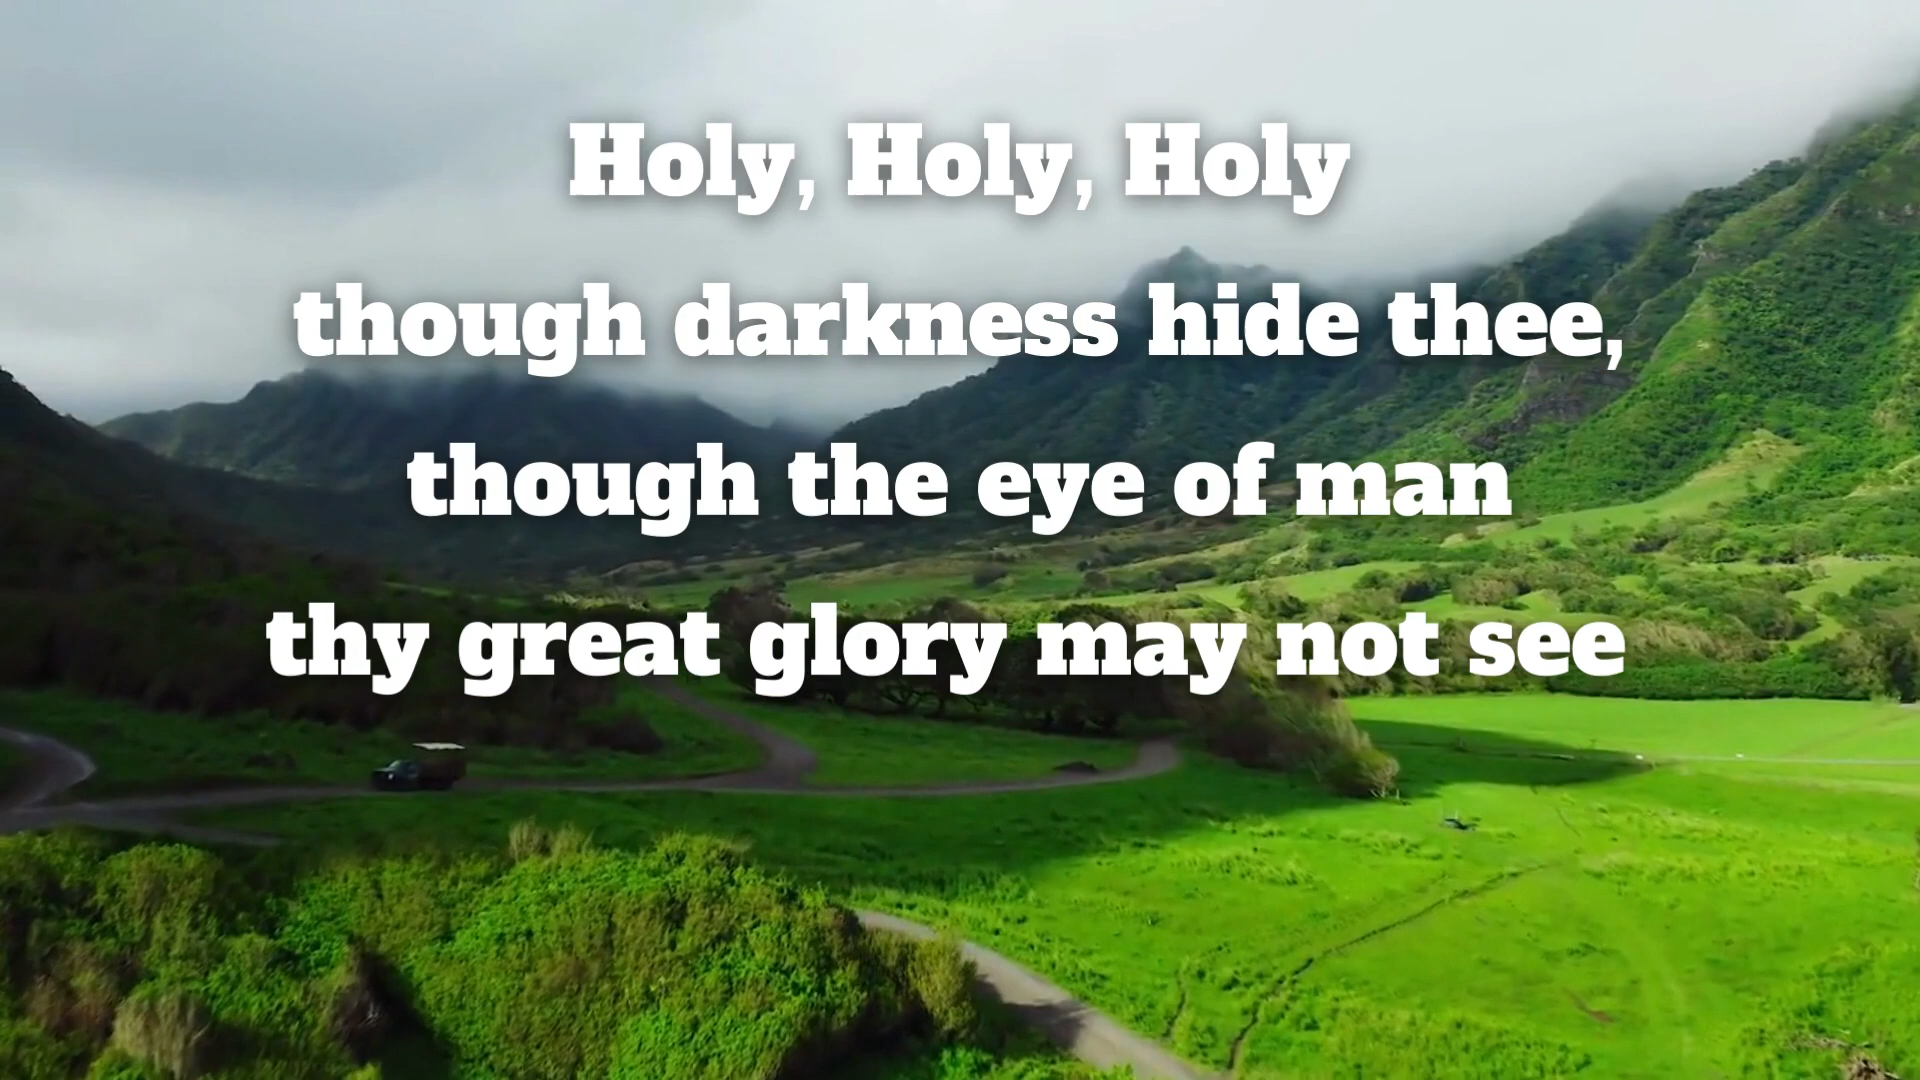 Holy, Holy, Holy
though darkness hide thee,
though the eye of man
thy great glory may not see